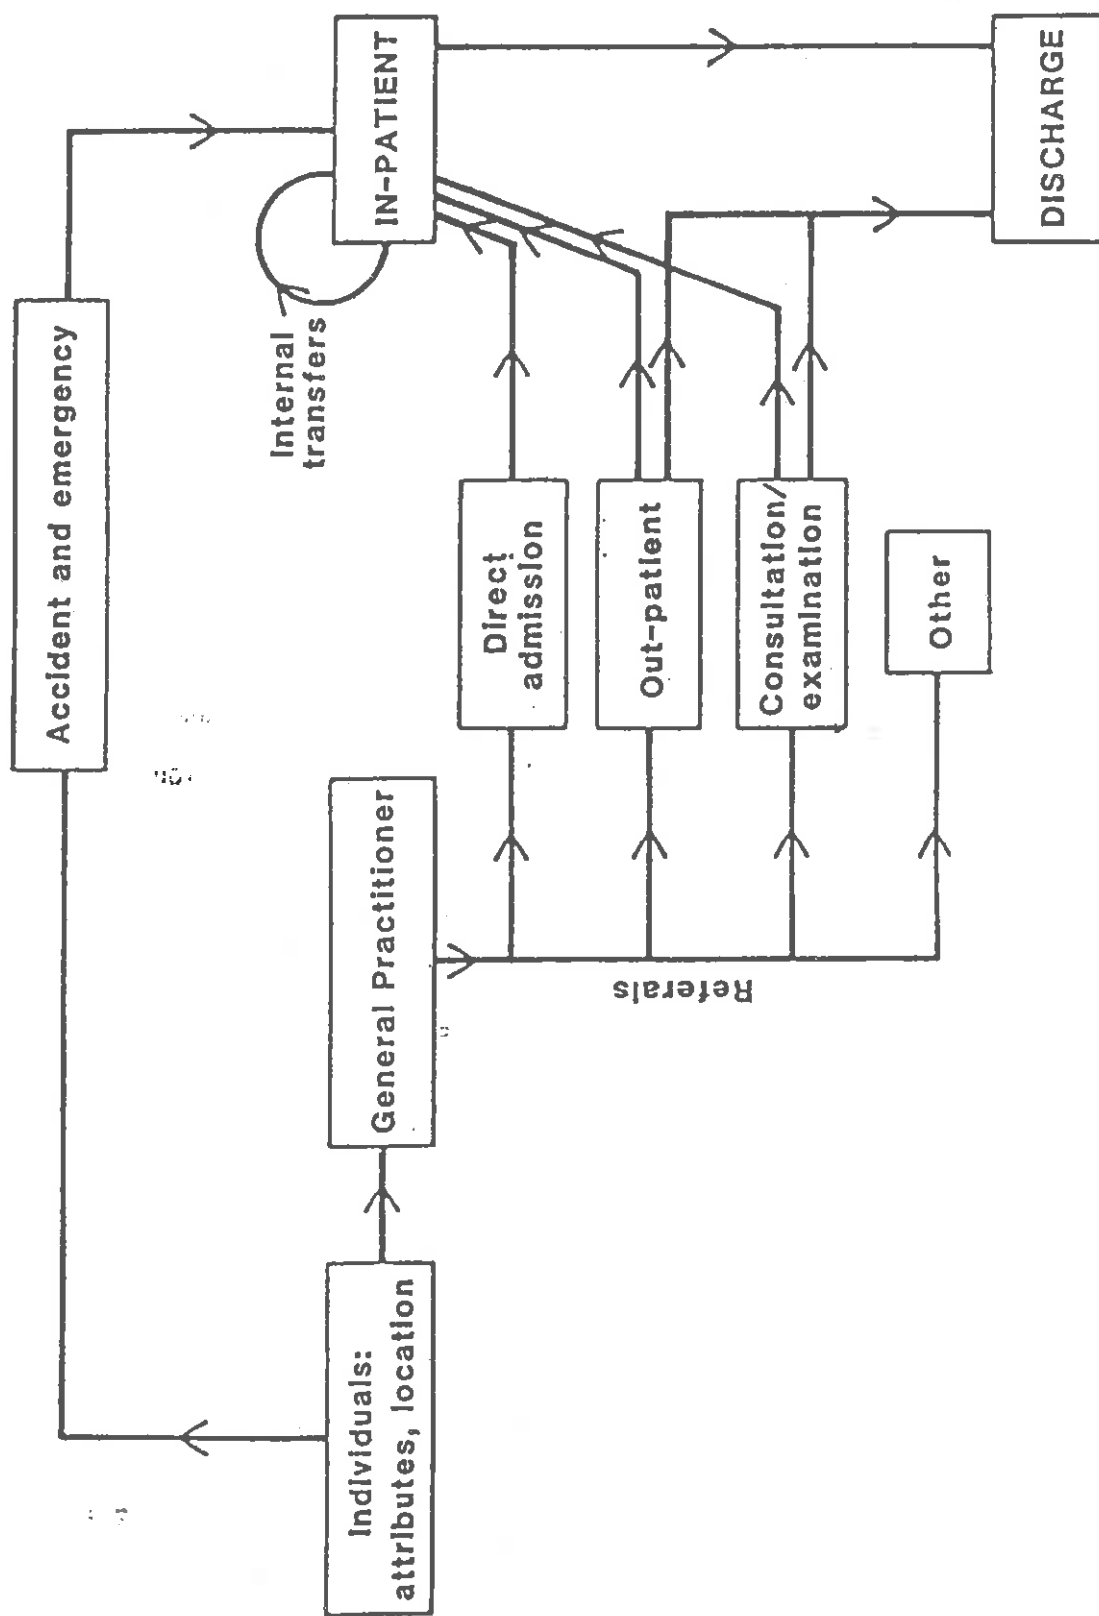 Accident and emergency
Internal
transfers
IN-PATIENT
Individuals:
attributes, location
General Practitioner
Referals
Direct
admission
Out-patient
Consultation/
examination
Other
DISCHARGE